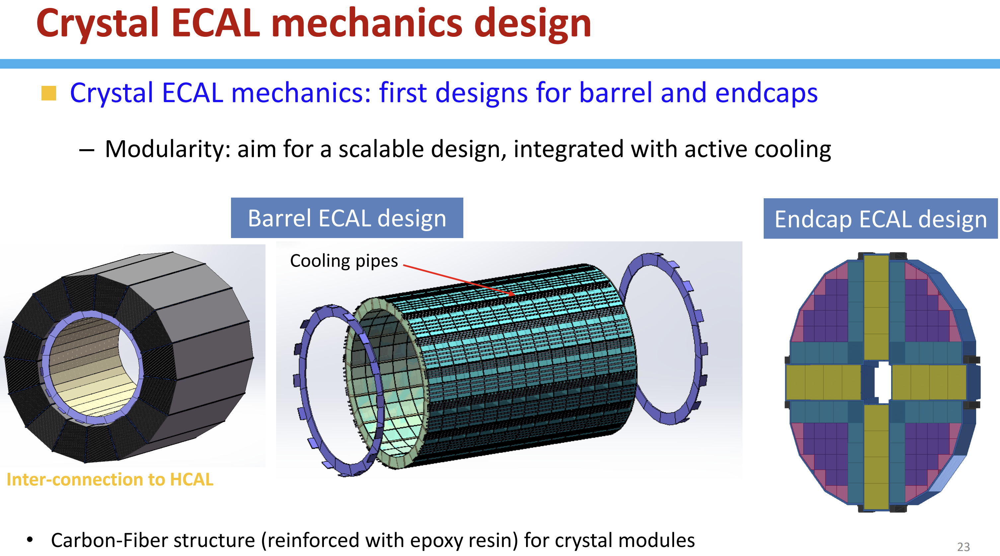 Crystal ECAL mechanics design
Crystal ECAL mechanics: first designs for barrel and endcaps
– Modularity: aim for a scalable design, integrated with active cooling
Barrel ECAL design
Endcap ECAL design
Cooling pipes
Inter-connection to HCAL
• Carbon-Fiber structure (reinforced with epoxy resin) for crystal modules
23